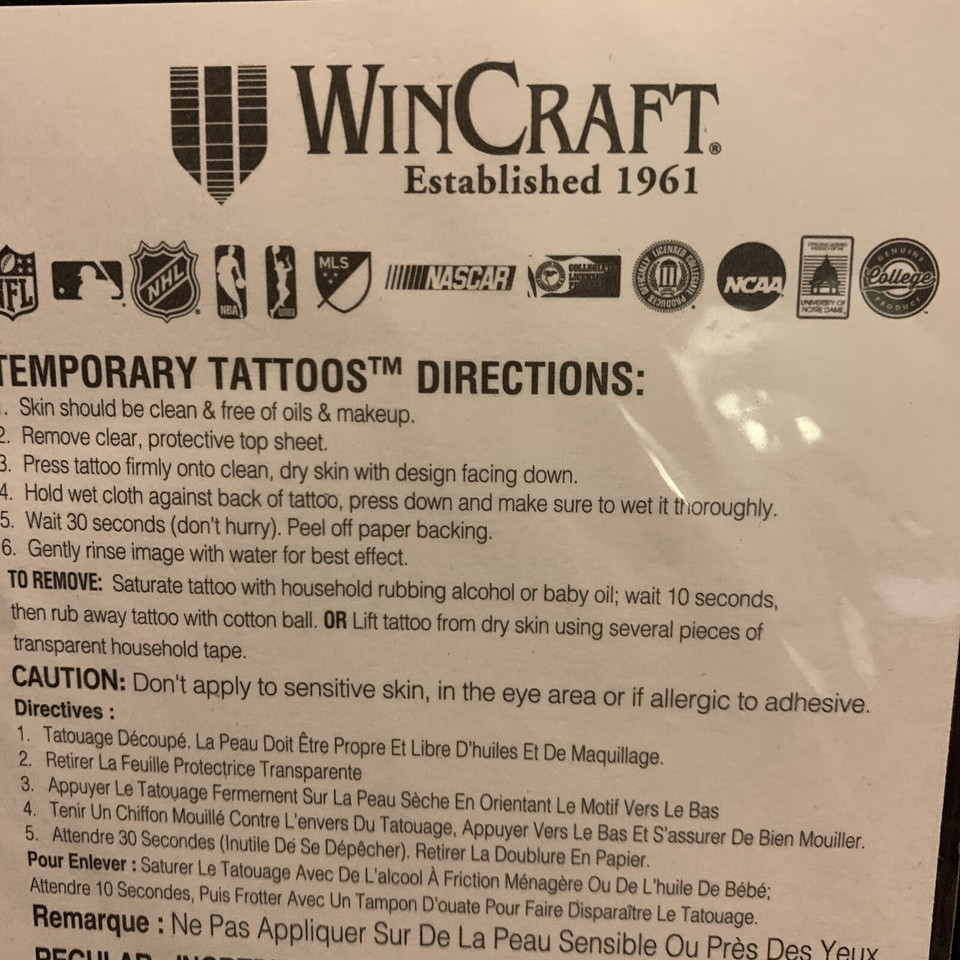 WINCRAFT®
Established 1961
NFL NHL NBA MLS NASCAR NCAA UNIVERSITY OF NOTRE DAME GENUINE College PRODUCT
TEMPORARY TATTOOS™ DIRECTIONS:
. Skin should be clean & free of oils & makeup.
2. Remove clear, protective top sheet.
3. Press tattoo firmly onto clean, dry skin with design facing down.
4. Hold wet cloth against back of tattoo, press down and make sure to wet it thoroughly.
5. Wait 30 seconds (don't hurry). Peel off paper backing.
6. Gently rinse image with water for best effect.
TO REMOVE: Saturate tattoo with household rubbing alcohol or baby oil; wait 10 seconds,
then rub away tattoo with cotton ball. OR Lift tattoo from dry skin using several pieces of
transparent household tape.
CAUTION: Don't apply to sensitive skin, in the eye area or if allergic to adhesive.
Directives :
1. Tatouage Découpé. La Peau Doit Être Propre Et Libre D'huiles Et De Maquillage.
2. Retirer La Feuille Protectrice Transparente
3. Appuyer Le Tatouage Fermement Sur La Peau Sèche En Orientant Le Motif Vers Le Bas
4. Tenir Un Chiffon Mouillé Contre L'envers Du Tatouage, Appuyer Vers Le Bas Et S'assurer De Bien Mouiller.
5. Attendre 30 Secondes (Inutile De Se Dépêcher). Retirer La Doublure En Papier.
Pour Enlever : Saturer Le Tatouage Avec De L'alcool À Friction Ménagère Ou De L'huile De Bébé;
Attendre 10 Secondes, Puis Frotter Avec Un Tampon D'ouate Pour Faire Disparaître Le Tatouage.
Remarque : Ne Pas Appliquer Sur De La Peau Sensible Ou Près Des Yeux